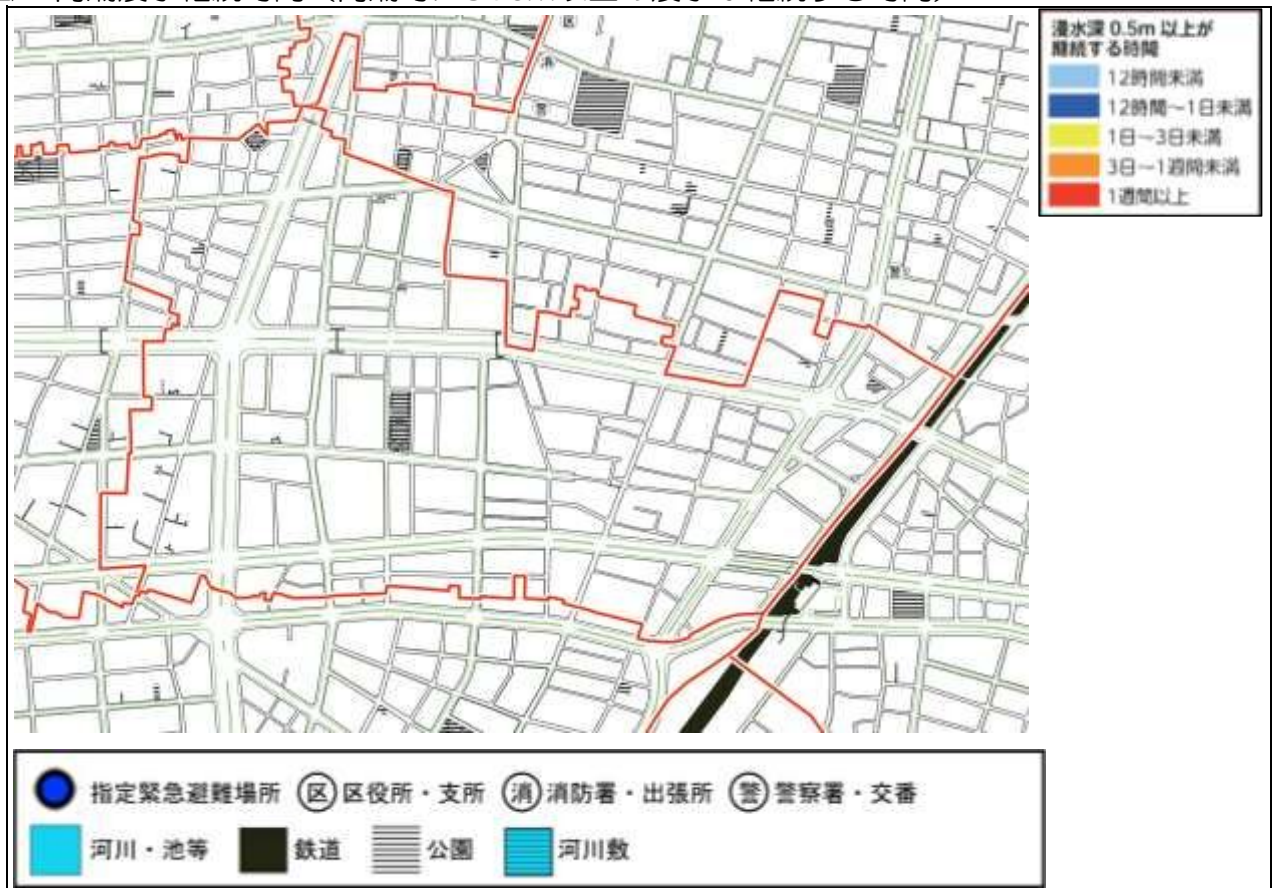 浸水深 0.5m 以上が
継続する時間
12時間未満
12時間～1日未満
1日～3日未満
3日～1週間未満
1週間以上
区
消
警
指定緊急避難場所 区 区役所・支所 消 消防署・出張所 警 警察署・交番
河川・池等 鉄道 公園 河川敷